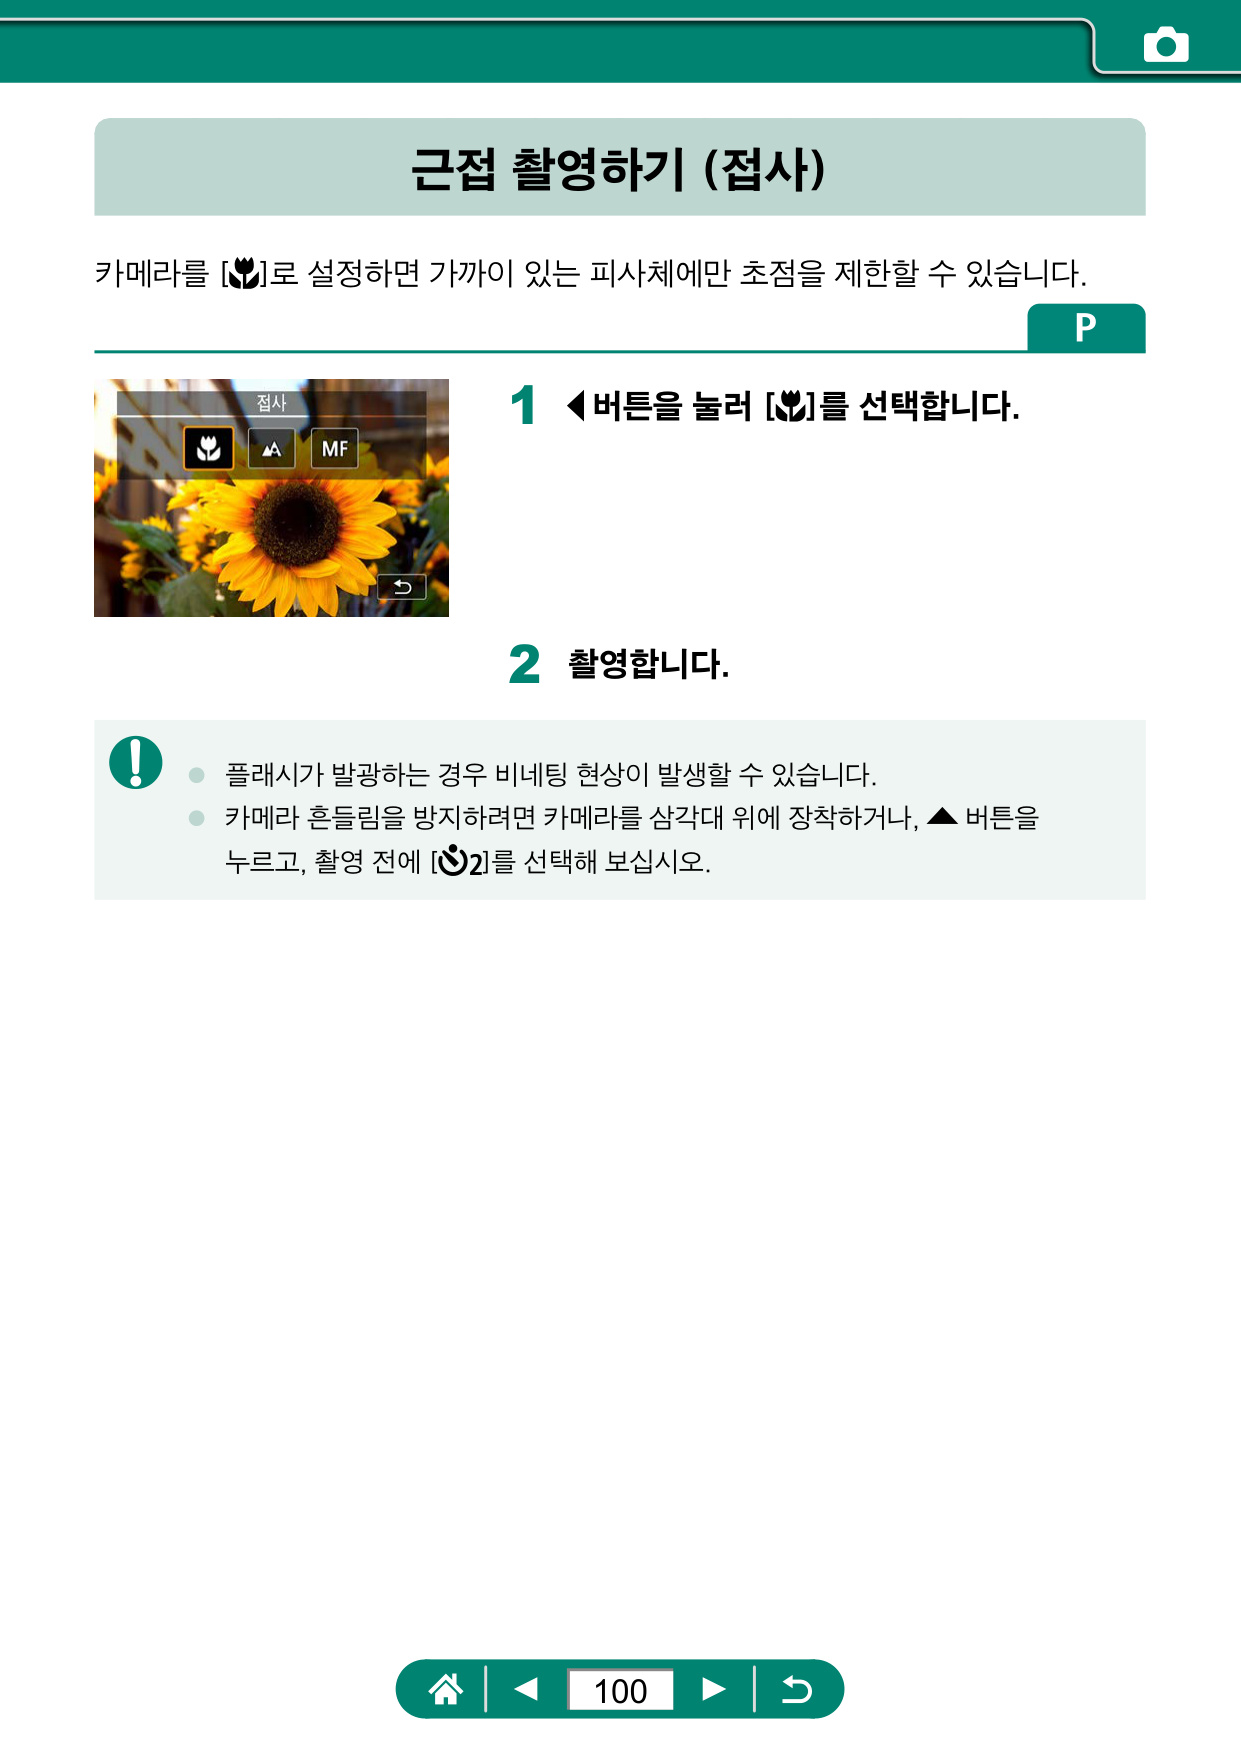 근접 촬영하기 (접사)
카메라를 []로 설정하면 가까이 있는 피사체에만 초점을 제한할 수 있습니다.
P
접사
MF
1 ◀ 버튼을 눌러 []를 선택합니다.
2 촬영합니다.
● 플래시가 발광하는 경우 비네팅 현상이 발생할 수 있습니다.
● 카메라 흔들림을 방지하려면 카메라를 삼각대 위에 장착하거나, ▲ 버튼을
누르고, 촬영 전에 [2]를 선택해 보십시오.
100